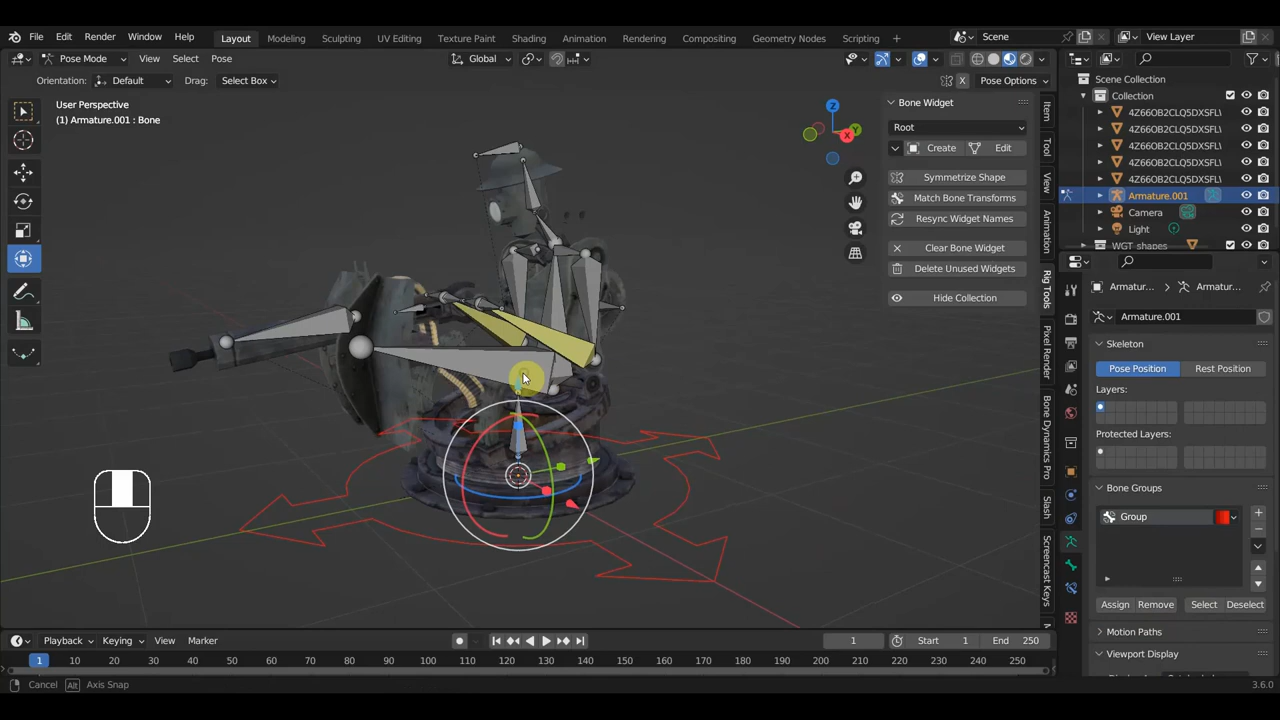 File Edit Render Window Help Layout Modeling Sculpting UV Editing Texture Paint Shading Animation Rendering Compositing Geometry Nodes Scripting + Scene View Layer
Pose Mode View Select Pose Global
Orientation: Default Drag: Select Box X Pose Options
User Perspective
(1) Armature.001 : Bone
Z
Y
X
Bone Widget
Root
Create Edit
Symmetrize Shape
Match Bone Transforms
Resync Widget Names
Clear Bone Widget
Delete Unused Widgets
Hide Collection
Item
Tool
View
Animation
Rig Tools
Pixel Render
Bone Dynamics Pro
Slash
Screencast Keys
Scene Collection
Collection
4Z66OB2CLQ5DXSFL\
4Z66OB2CLQ5DXSFL\
4Z66OB2CLQ5DXSFL\
4Z66OB2CLQ5DXSFL\
4Z66OB2CLQ5DXSFL\
Armature.001
Camera
Light
WGT_shapes
Armatur... Armatur...
Armature.001
Skeleton
Pose Position Rest Position
Layers:
Protected Layers:
Bone Groups
Group
Assign Remove Select Deselect
Motion Paths
Viewport Display
Playback Keying View Marker 1 Start 1 End 250
1 10 20 30 40 50 60 70 80 90 100 110 120 130 140 150 160 170 180 190 200 210 220 230 240 250
Cancel Alt Axis Snap 3.6.0